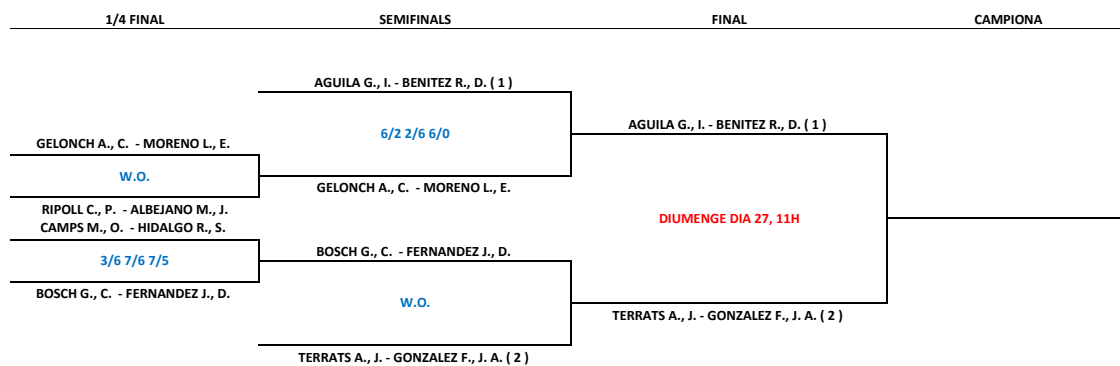 1/4 FINAL
SEMIFINALS
FINAL
CAMPIONA
AGUILA G., I. - BENITEZ R., D. ( 1 )
6/2 2/6 6/0
AGUILA G., I. - BENITEZ R., D. ( 1 )
GELONCH A., C.  - MORENO L., E.
W.O.
GELONCH A., C.  - MORENO L., E.
RIPOLL C., P.  - ALBEJANO M., J.
CAMPS M., O.  - HIDALGO R., S.
DIUMENGE DIA 27, 11H
3/6 7/6 7/5
BOSCH G., C.  - FERNANDEZ J., D.
BOSCH G., C.  - FERNANDEZ J., D.
W.O.
TERRATS A., J. - GONZALEZ F., J. A. ( 2 )
TERRATS A., J. - GONZALEZ F., J. A. ( 2 )